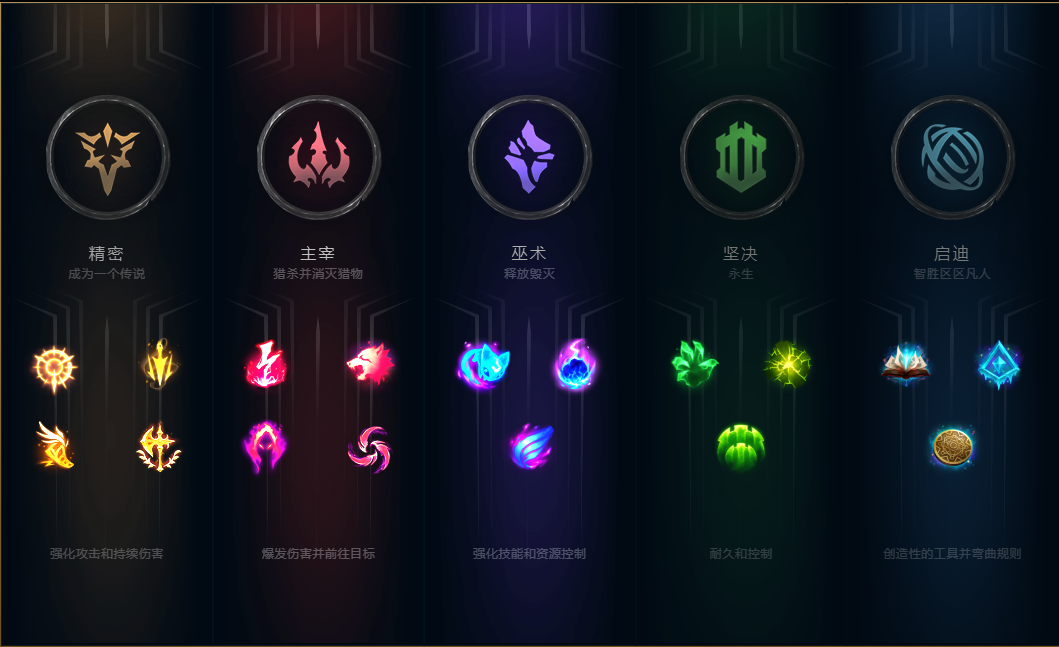 精密
成为一个传说
强化攻击和持续伤害
主宰
猎杀并消灭猎物
爆发伤害并前往目标
巫术
释放毁灭
强化技能和资源控制
坚决
永生
耐久和控制
启迪
智胜区区凡人
创造性的工具并弯曲规则